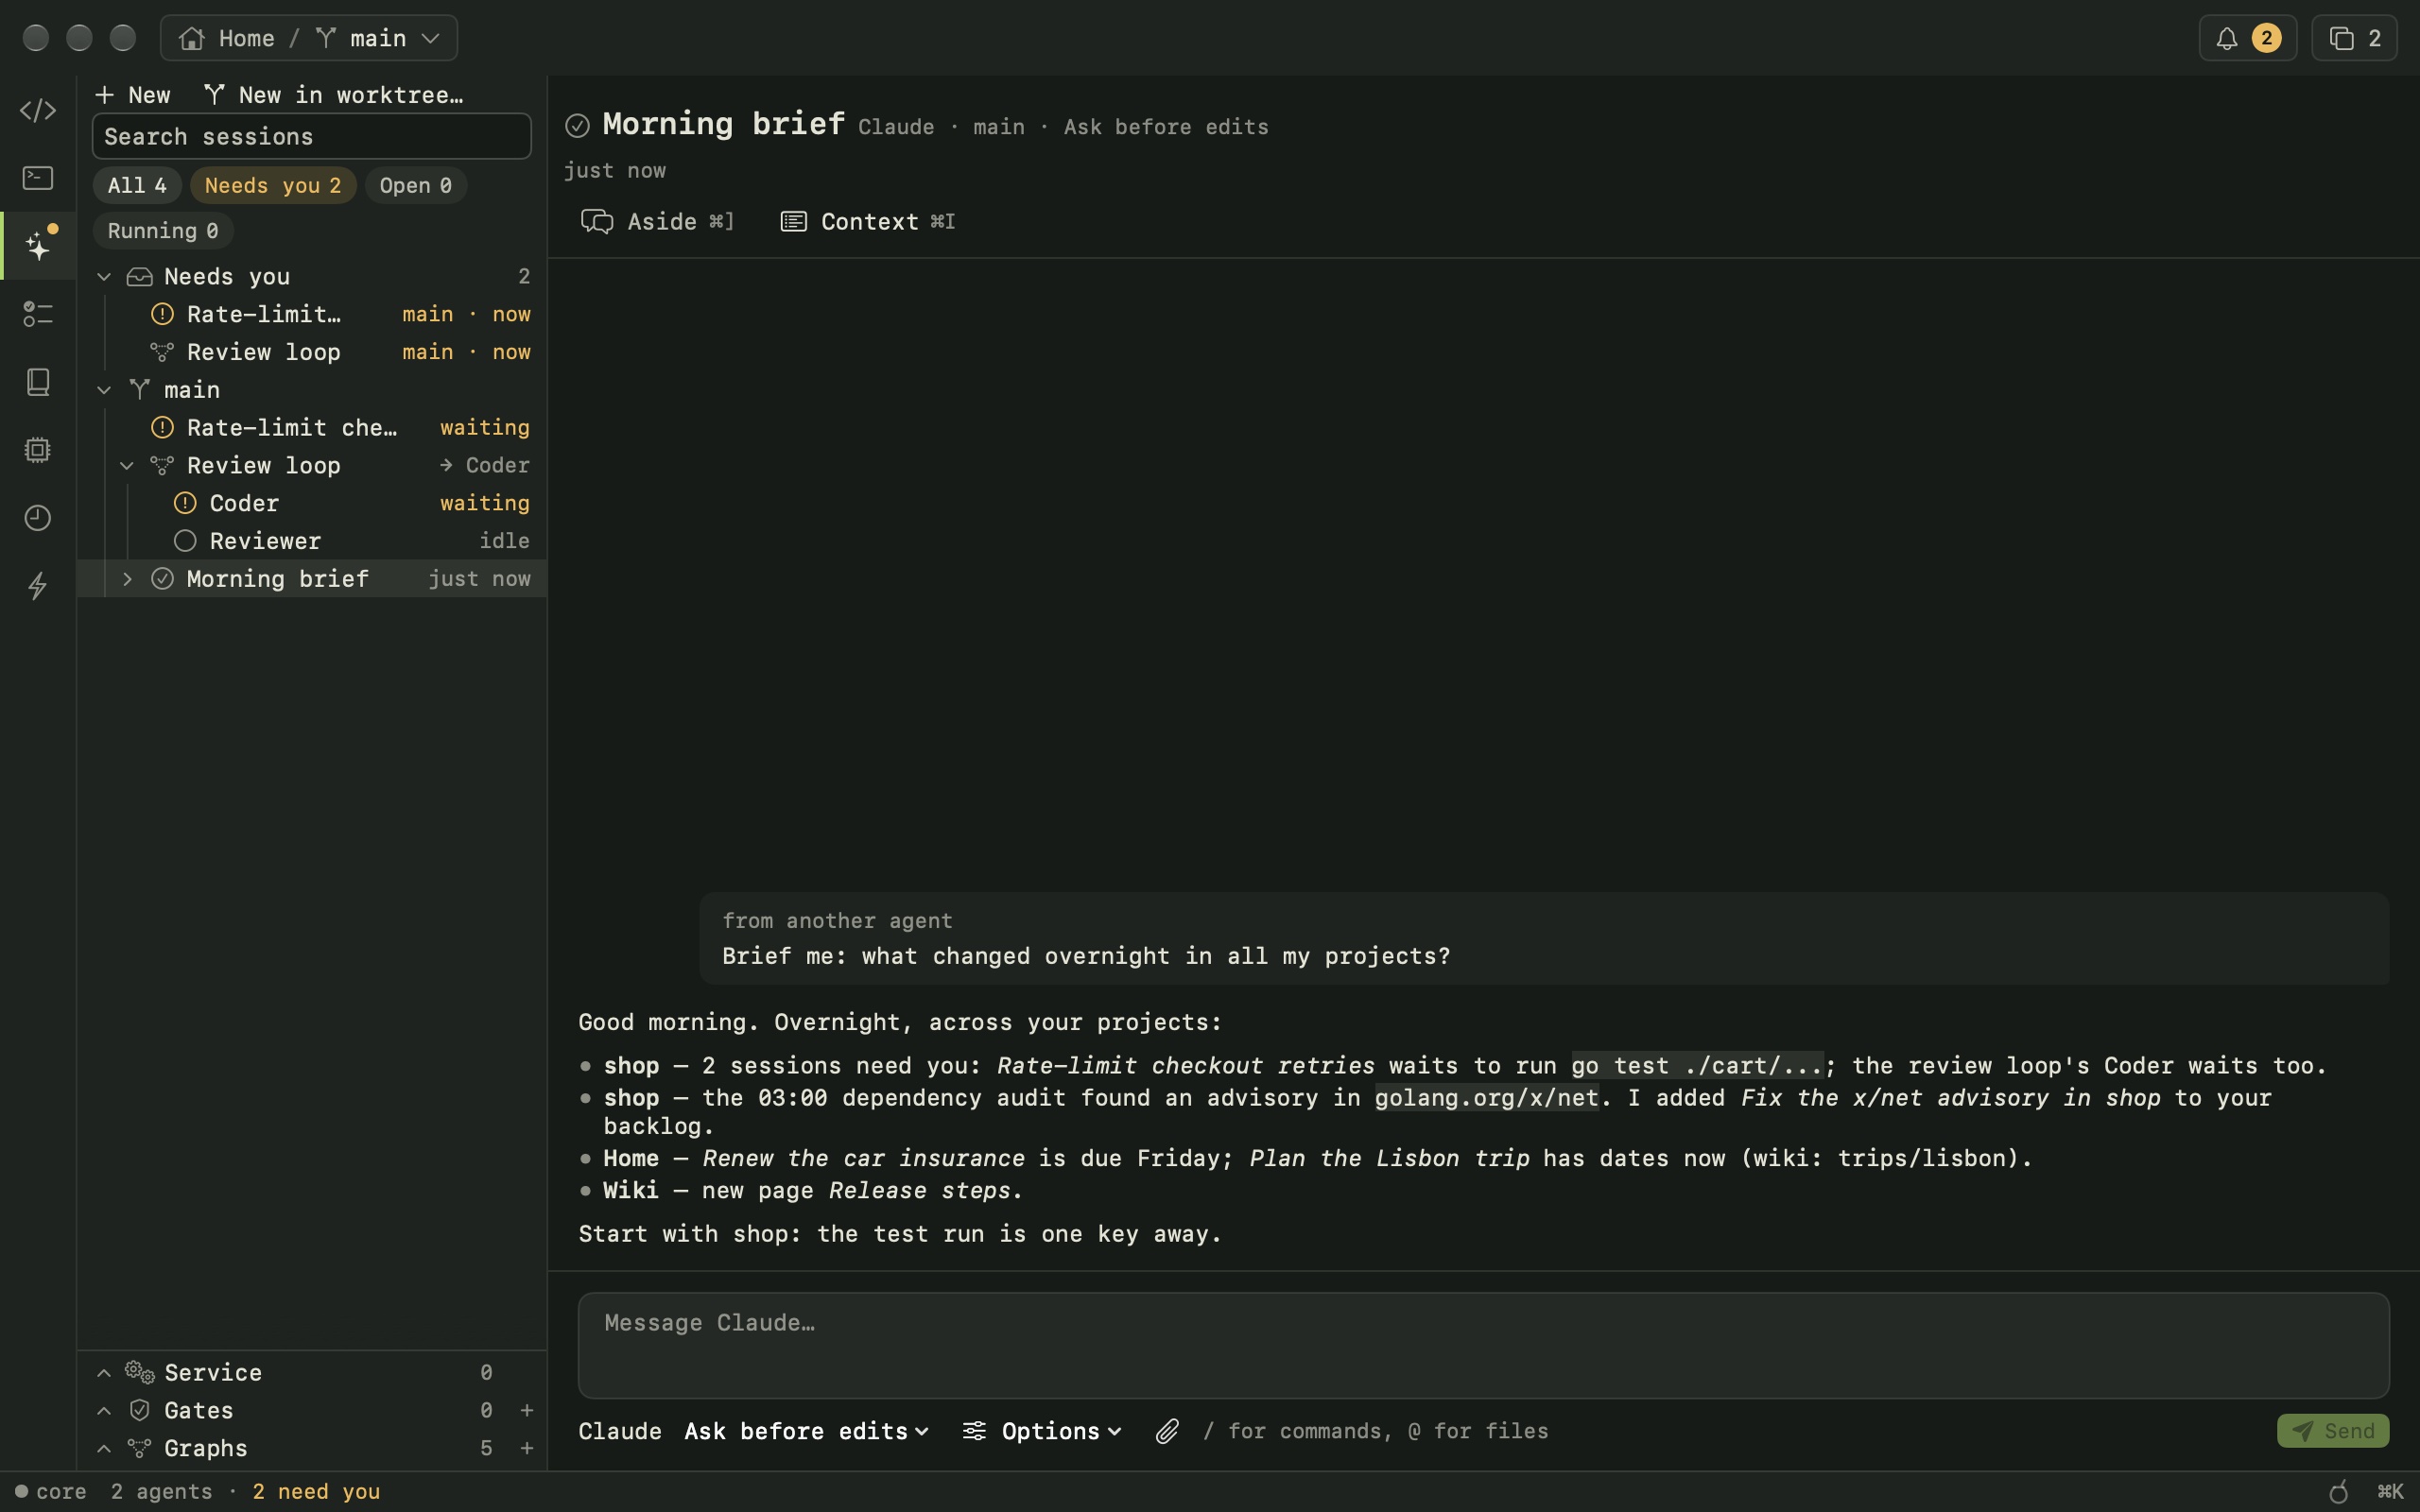 Home / main
2
2
+ New New in worktree…
Search sessions
All 4 Needs you 2 Open 0
Running 0
Needs you 2
Rate-limit… main · now
Review loop main · now
main
Rate-limit che… waiting
Review loop → Coder
Coder waiting
Reviewer idle
Morning brief just now
Service 0
Gates 0 +
Graphs 5 +
Morning brief Claude · main · Ask before edits
just now
Aside ⌘] Context ⌘I
from another agent
Brief me: what changed overnight in all my projects?
Good morning. Overnight, across your projects:
• shop — 2 sessions need you: Rate-limit checkout retries waits to run go test ./cart/...; the review loop's Coder waits too.
• shop — the 03:00 dependency audit found an advisory in golang.org/x/net. I added Fix the x/net advisory in shop to your
backlog.
• Home — Renew the car insurance is due Friday; Plan the Lisbon trip has dates now (wiki: trips/lisbon).
• Wiki — new page Release steps.
Start with shop: the test run is one key away.
Message Claude…
Claude Ask before edits Options / for commands, @ for files Send
core 2 agents · 2 need you ⌘K